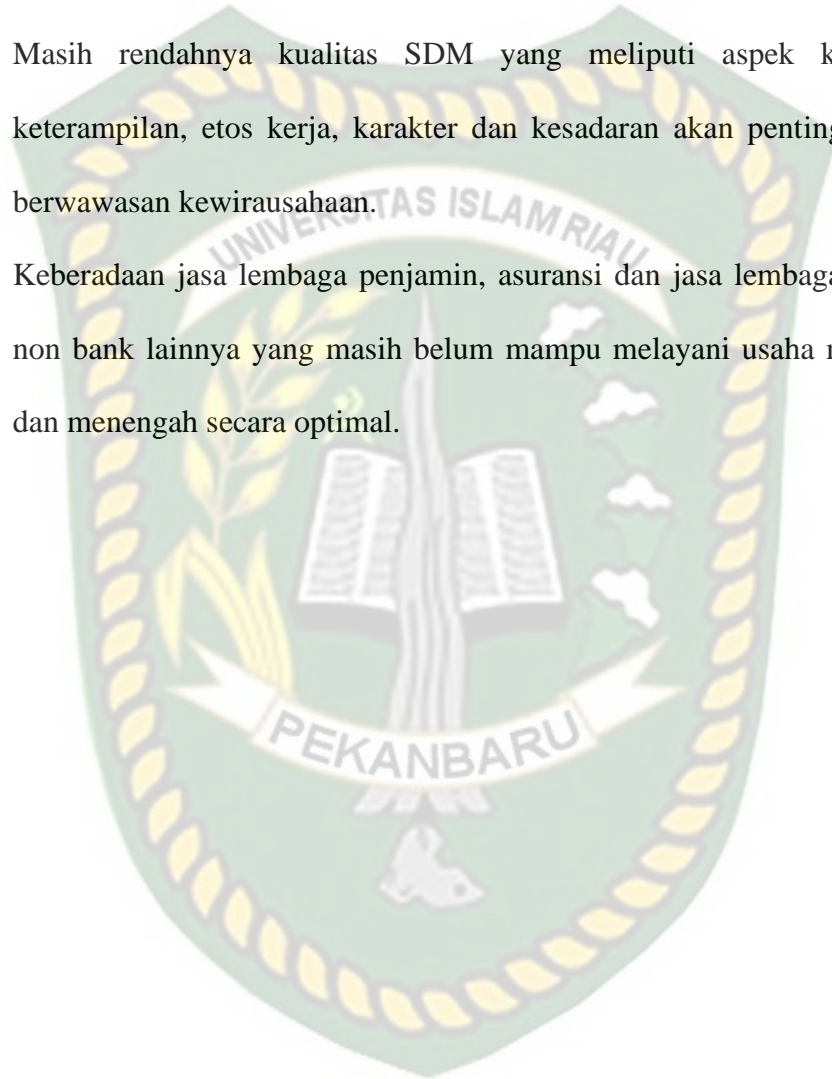 Masih rendahnya kualitas SDM yang meliputi aspek k
keterampilan, etos kerja, karakter dan kesadaran akan penting
berwawasan kewirausahaan.
UNIVERSITAS ISLAM RIAU
Keberadaan jasa lembaga penjamin, asuransi dan jasa lembaga
non bank lainnya yang masih belum mampu melayani usaha
dan menengah secara optimal.
PEKANBARU